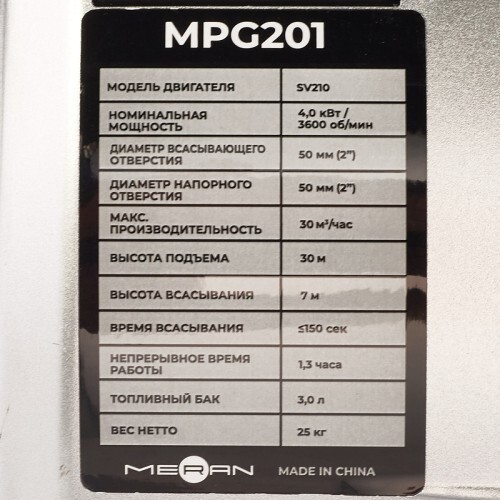 MPG201
МОДЕЛЬ ДВИГАТЕЛЯ SV210
НОМИНАЛЬНАЯ
МОЩНОСТЬ
4,0 кВт /
3600 об/мин
ДИАМЕТР ВСАСЫВАЮЩЕГО
ОТВЕРСТИЯ
50 мм (2")
ДИАМЕТР НАПОРНОГО
ОТВЕРСТИЯ
50 мм (2")
МАКС.
ПРОИЗВОДИТЕЛЬНОСТЬ
30 м³/час
ВЫСОТА ПОДЪЕМА 30 м
ВЫСОТА ВСАСЫВАНИЯ 7 м
ВРЕМЯ ВСАСЫВАНИЯ ≤150 сек
НЕПРЕРЫВНОЕ ВРЕМЯ
РАБОТЫ
1,3 часа
ТОПЛИВНЫЙ БАК 3,0 л
ВЕС НЕТТО 25 кг
MERAN MADE IN CHINA